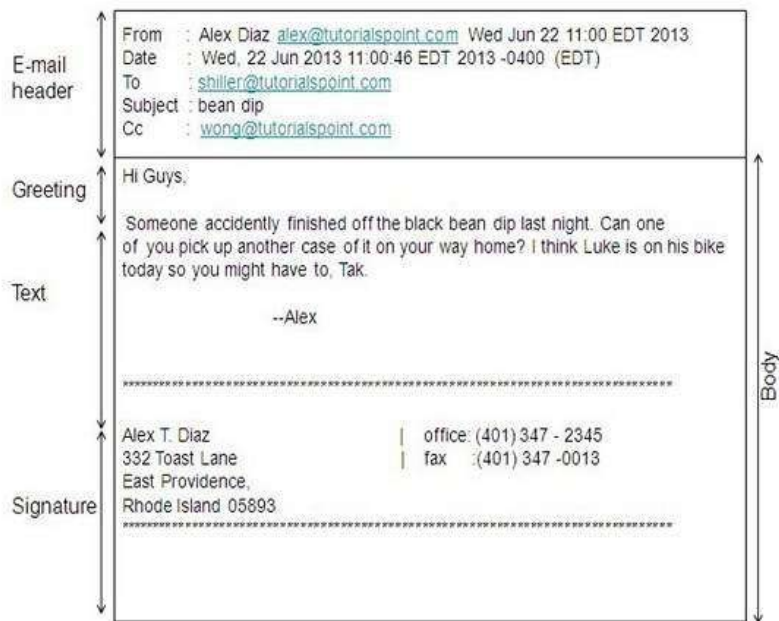 E-mail header
From : Alex Diaz alex@tutorialspoint.com Wed Jun 22 11:00 EDT 2013
Date : Wed, 22 Jun 2013 11:00:46 EDT 2013 -0400 (EDT)
To : shiller@tutorialspoint.com
Subject : bean dip
Cc : wong@tutorialspoint.com
Greeting
Hi Guys,
Text
Someone accidently finished off the black bean dip last night. Can one
of you pick up another case of it on your way home? I think Luke is on his bike
today so you might have to, Tak.
--Alex
Body
Signature
Alex T. Diaz | office: (401) 347 - 2345
332 Toast Lane | fax :(401) 347 -0013
East Providence,
Rhode Island 05893